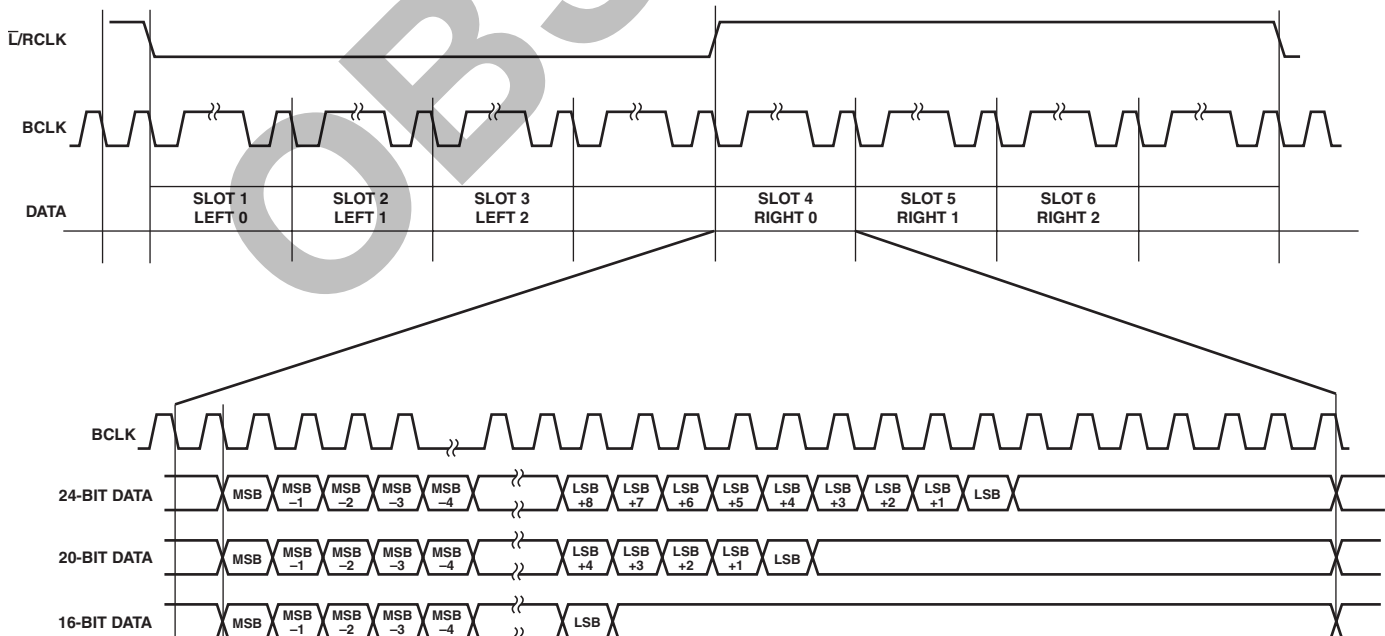 L̅/RCLK
BCLK
DATA
SLOT 1 SLOT 2 SLOT 3 SLOT 4 SLOT 5 SLOT 6
LEFT 0 LEFT 1 LEFT 2 RIGHT 0 RIGHT 1 RIGHT 2
BCLK
24-BIT DATA MSB MSB –1 MSB –2 MSB –3 MSB –4 LSB +8 LSB +7 LSB +6 LSB +5 LSB +4 LSB +3 LSB +2 LSB +1 LSB
20-BIT DATA MSB MSB –1 MSB –2 MSB –3 MSB –4 LSB +4 LSB +3 LSB +2 LSB +1 LSB
16-BIT DATA MSB MSB –1 MSB –2 MSB –3 MSB –4 LSB
OBS